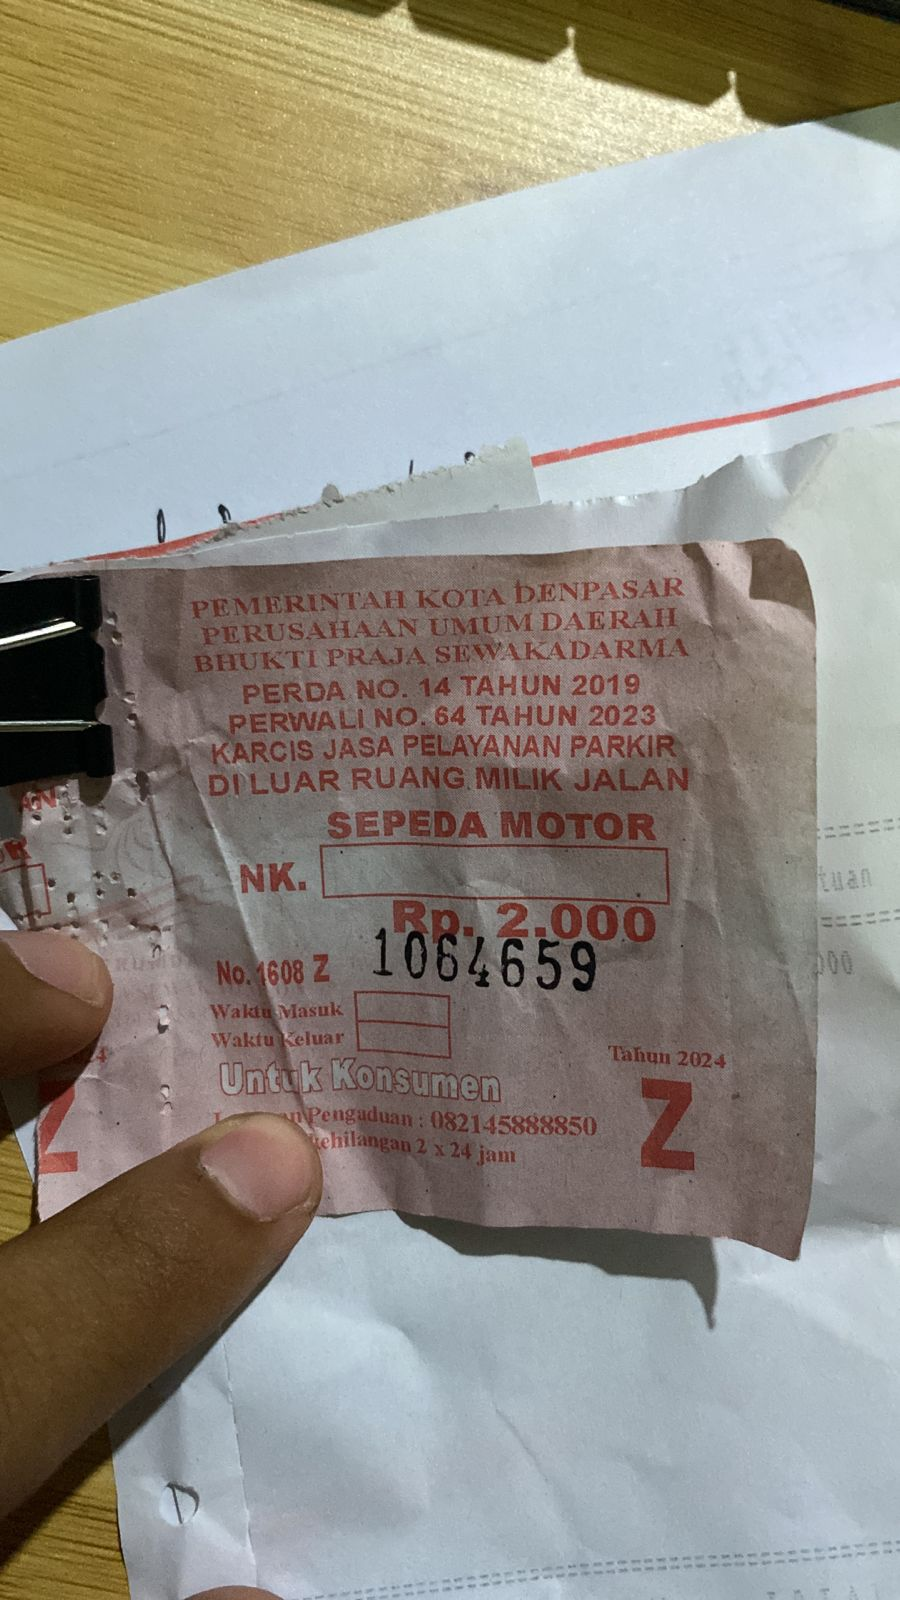 PEMERINTAH KOTA DENPASAR
PERUSAHAAN UMUM DAERAH
BHUKTI PRAJA SEWAKADARMA
PERDA NO. 14 TAHUN 2019
PERWALI NO. 64 TAHUN 2023
KARCIS JASA PELAYANAN PARKIR
DI LUAR RUANG MILIK JALAN
SEPEDA MOTOR
NK.
Rp. 2.000
No. 1608 Z 1064659
Waktu Masuk
Waktu Keluar
Untuk Konsumen
Tahun 2024
Z
Pengaduan : 082145888850
2 x 24 jam
Z